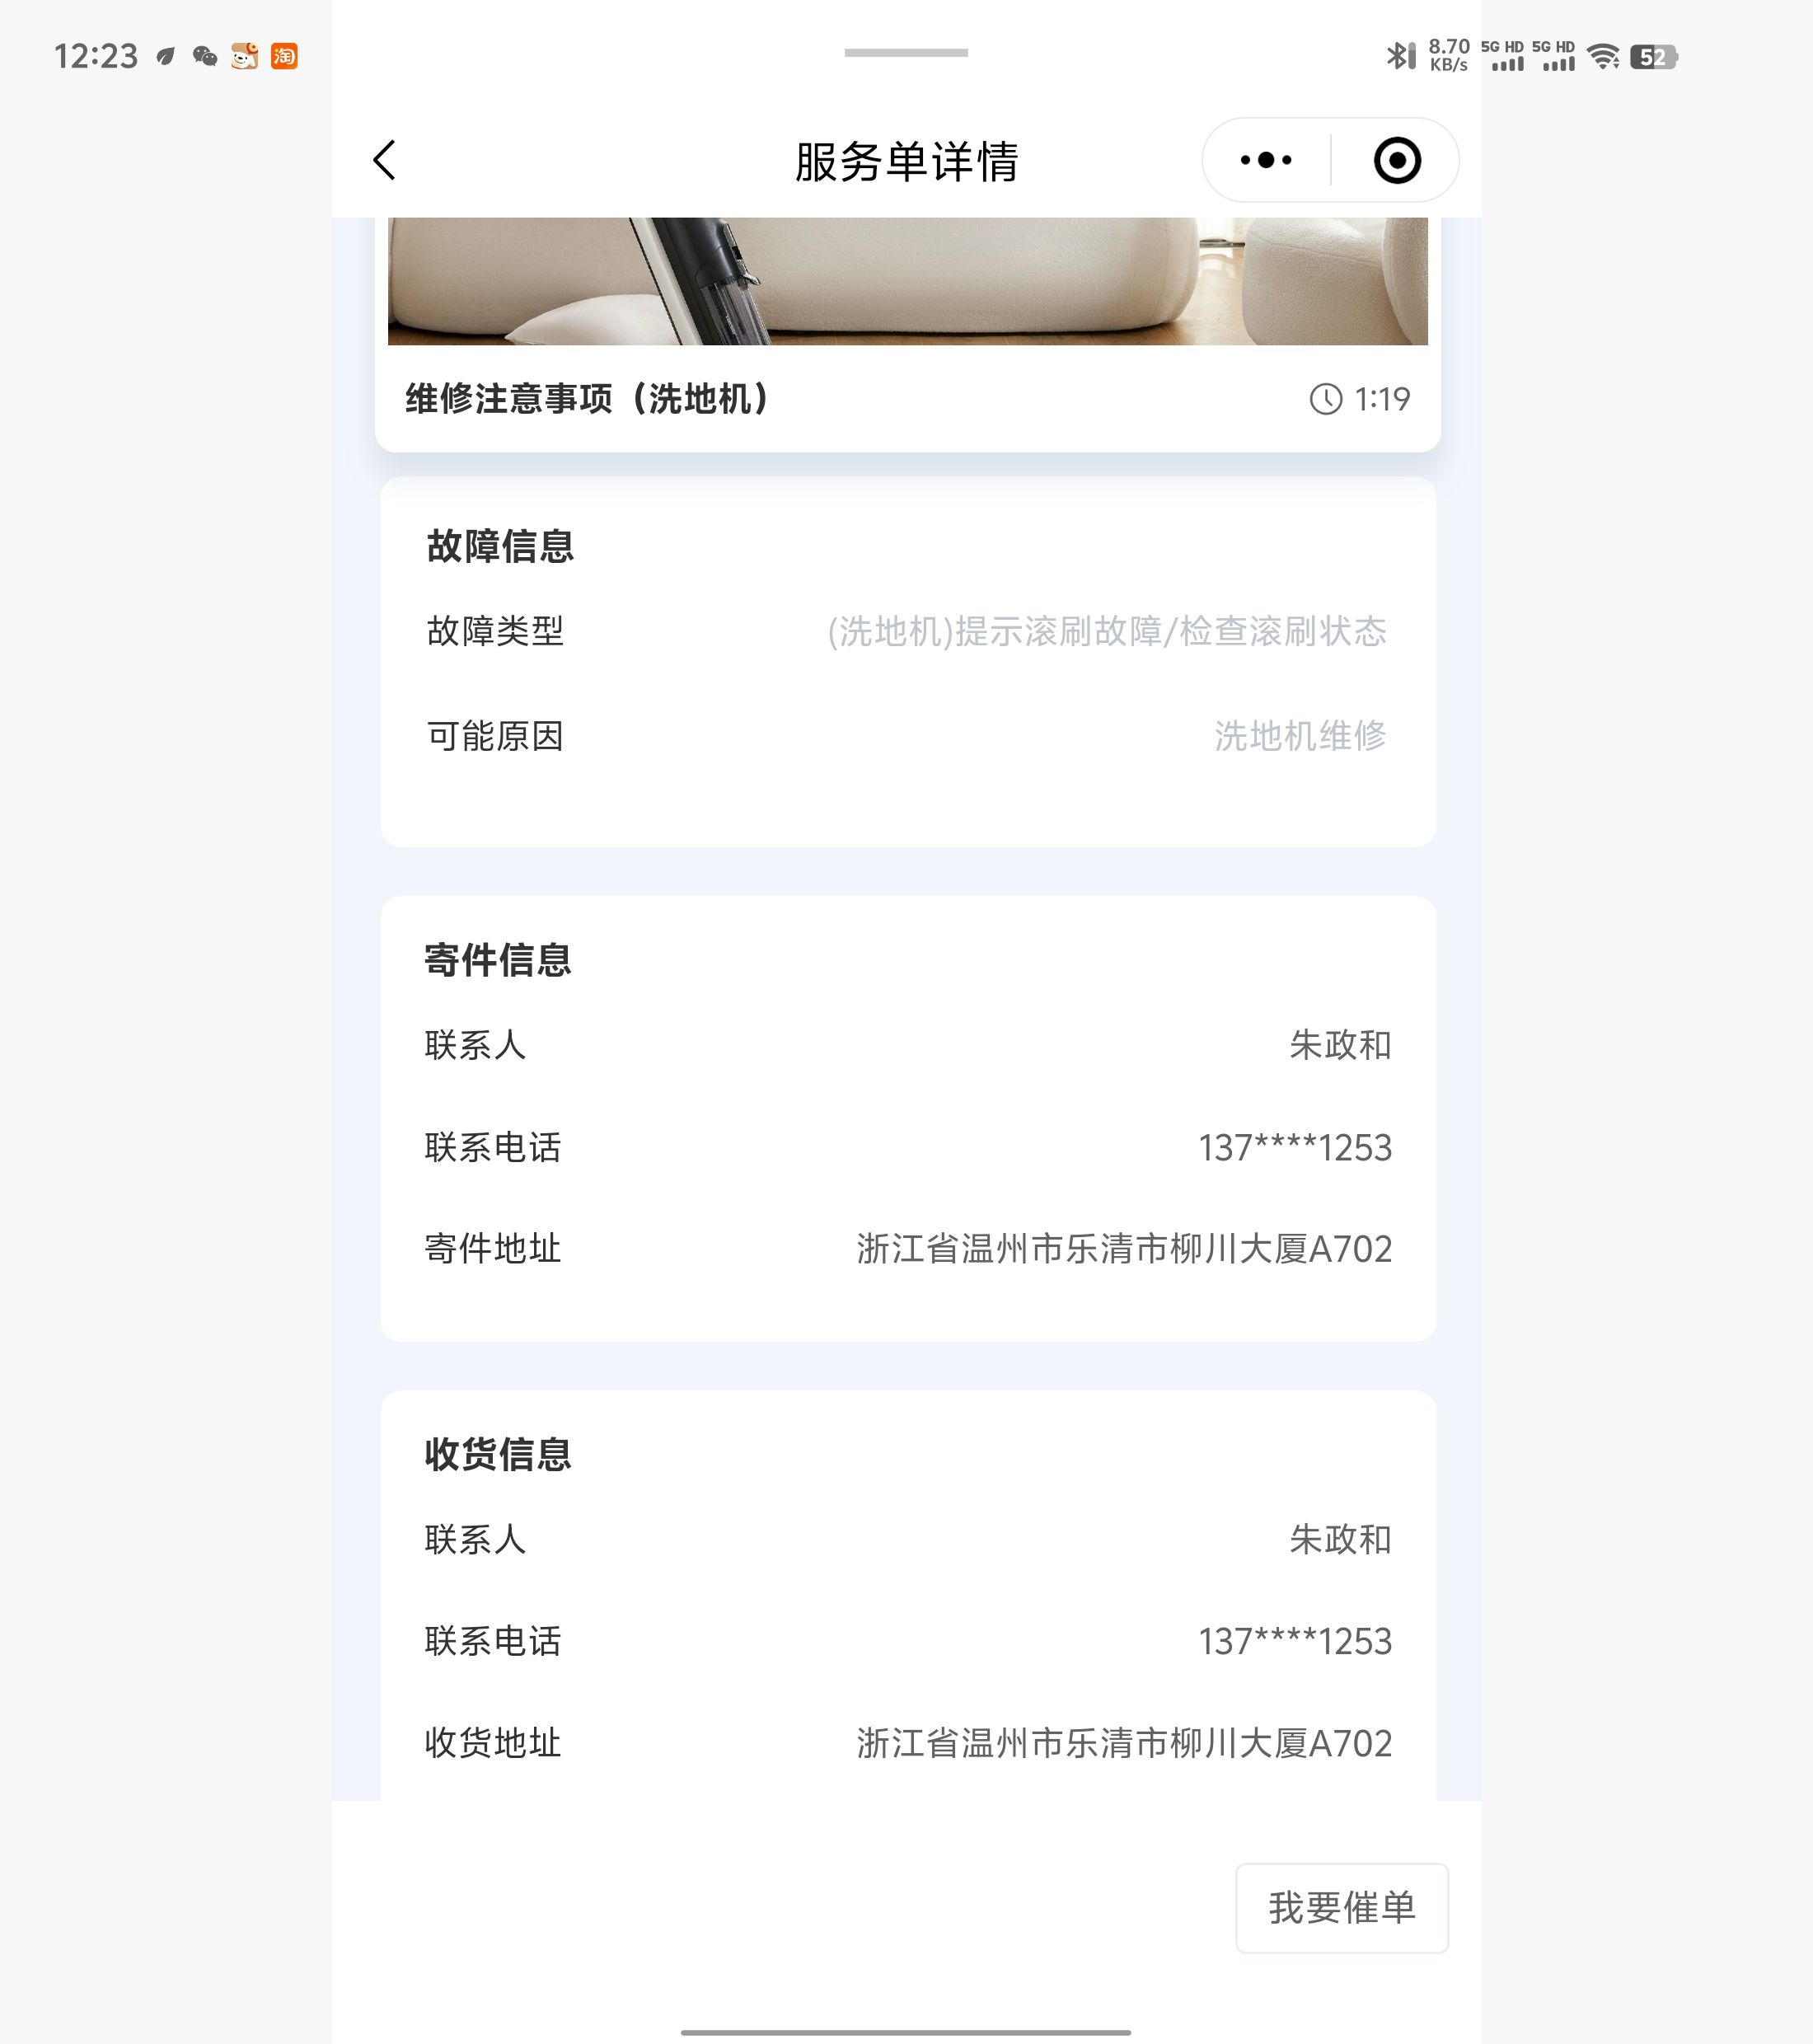 12:23
淘
8.70 KB/s
5G HD 5G HD
52
服务单详情
维修注意事项（洗地机）
1:19
故障信息
故障类型 (洗地机)提示滚刷故障/检查滚刷状态
可能原因 洗地机维修
寄件信息
联系人 朱政和
联系电话 137****1253
寄件地址 浙江省温州市乐清市柳川大厦A702
收货信息
联系人 朱政和
联系电话 137****1253
收货地址 浙江省温州市乐清市柳川大厦A702
我要催单